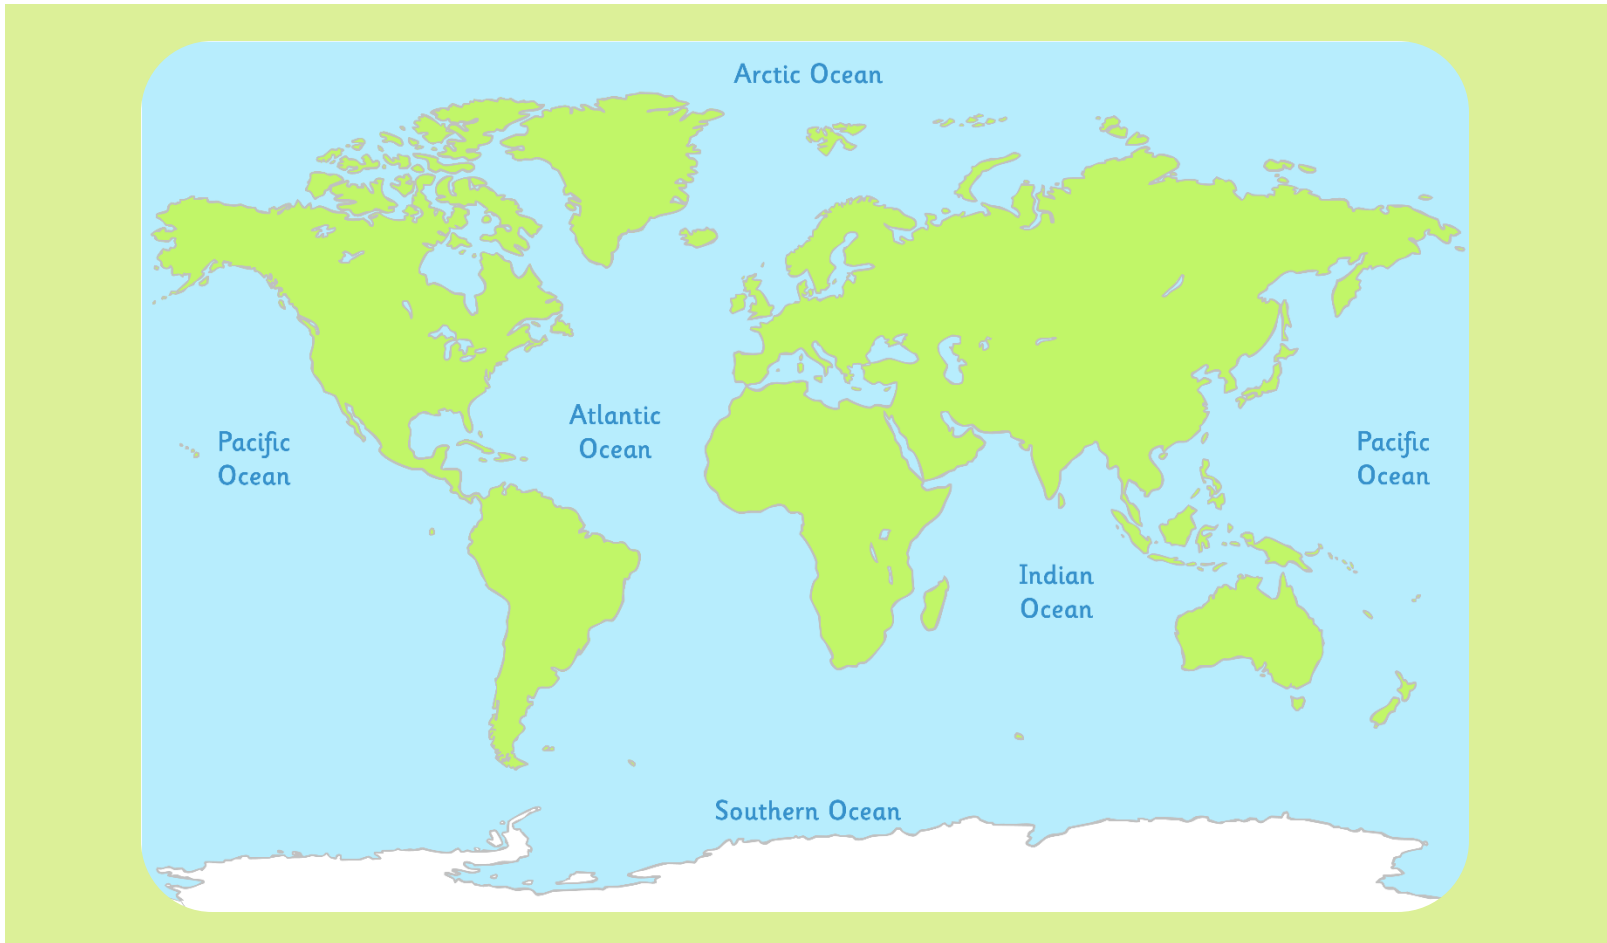 Arctic Ocean
Atlantic
Ocean
Pacific
Ocean
Pacific
Ocean
Indian
Ocean
Southern Ocean